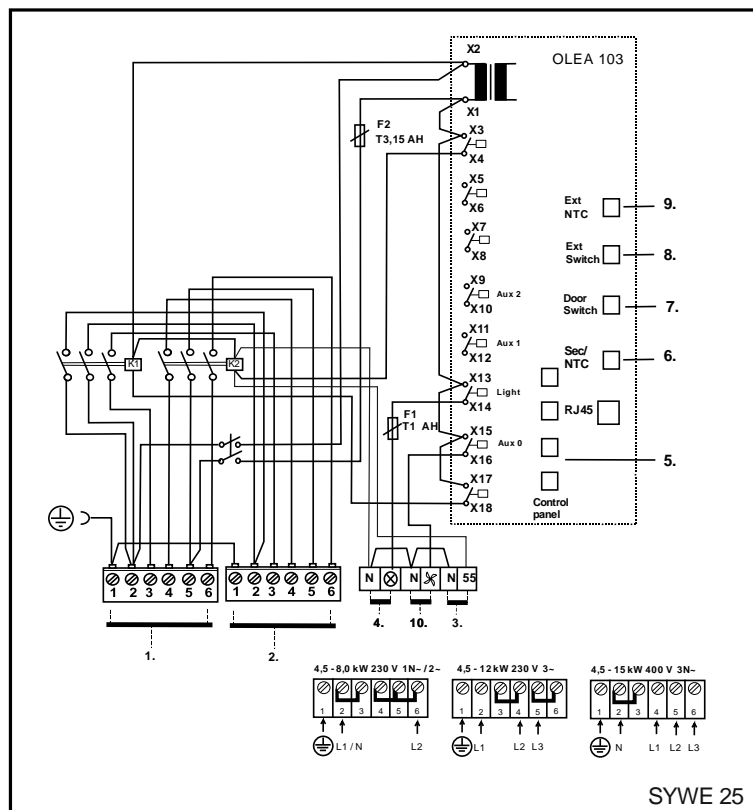 X2
OLEA 103
X1
F2
T3,15 AH
X3
X4
X5
X6
X7
X8
X9
Aux 2
X10
X11
Aux 1
X12
X13
Light
X14
X15
Aux 0
X16
X17
X18
Ext
NTC
9.
Ext
Switch
8.
Door
Switch
7.
Sec/
NTC
6.
RJ45
5.
Control
panel
K1
K2
F1
T1 AH
1 2 3 4 5 6
1 2 3 4 5 6
N N N 55
1.
2.
4. 10. 3.
4,5 - 8,0 kW 230 V 1N~ / 2~
1 2 3 4 5 6
L1 / N L2
4,5 - 12 kW 230 V 3~
1 2 3 4 5 6
L1 L2 L3
4,5 - 15 kW 400 V 3N~
1 2 3 4 5 6
N L1 L2 L3
SYWE 25